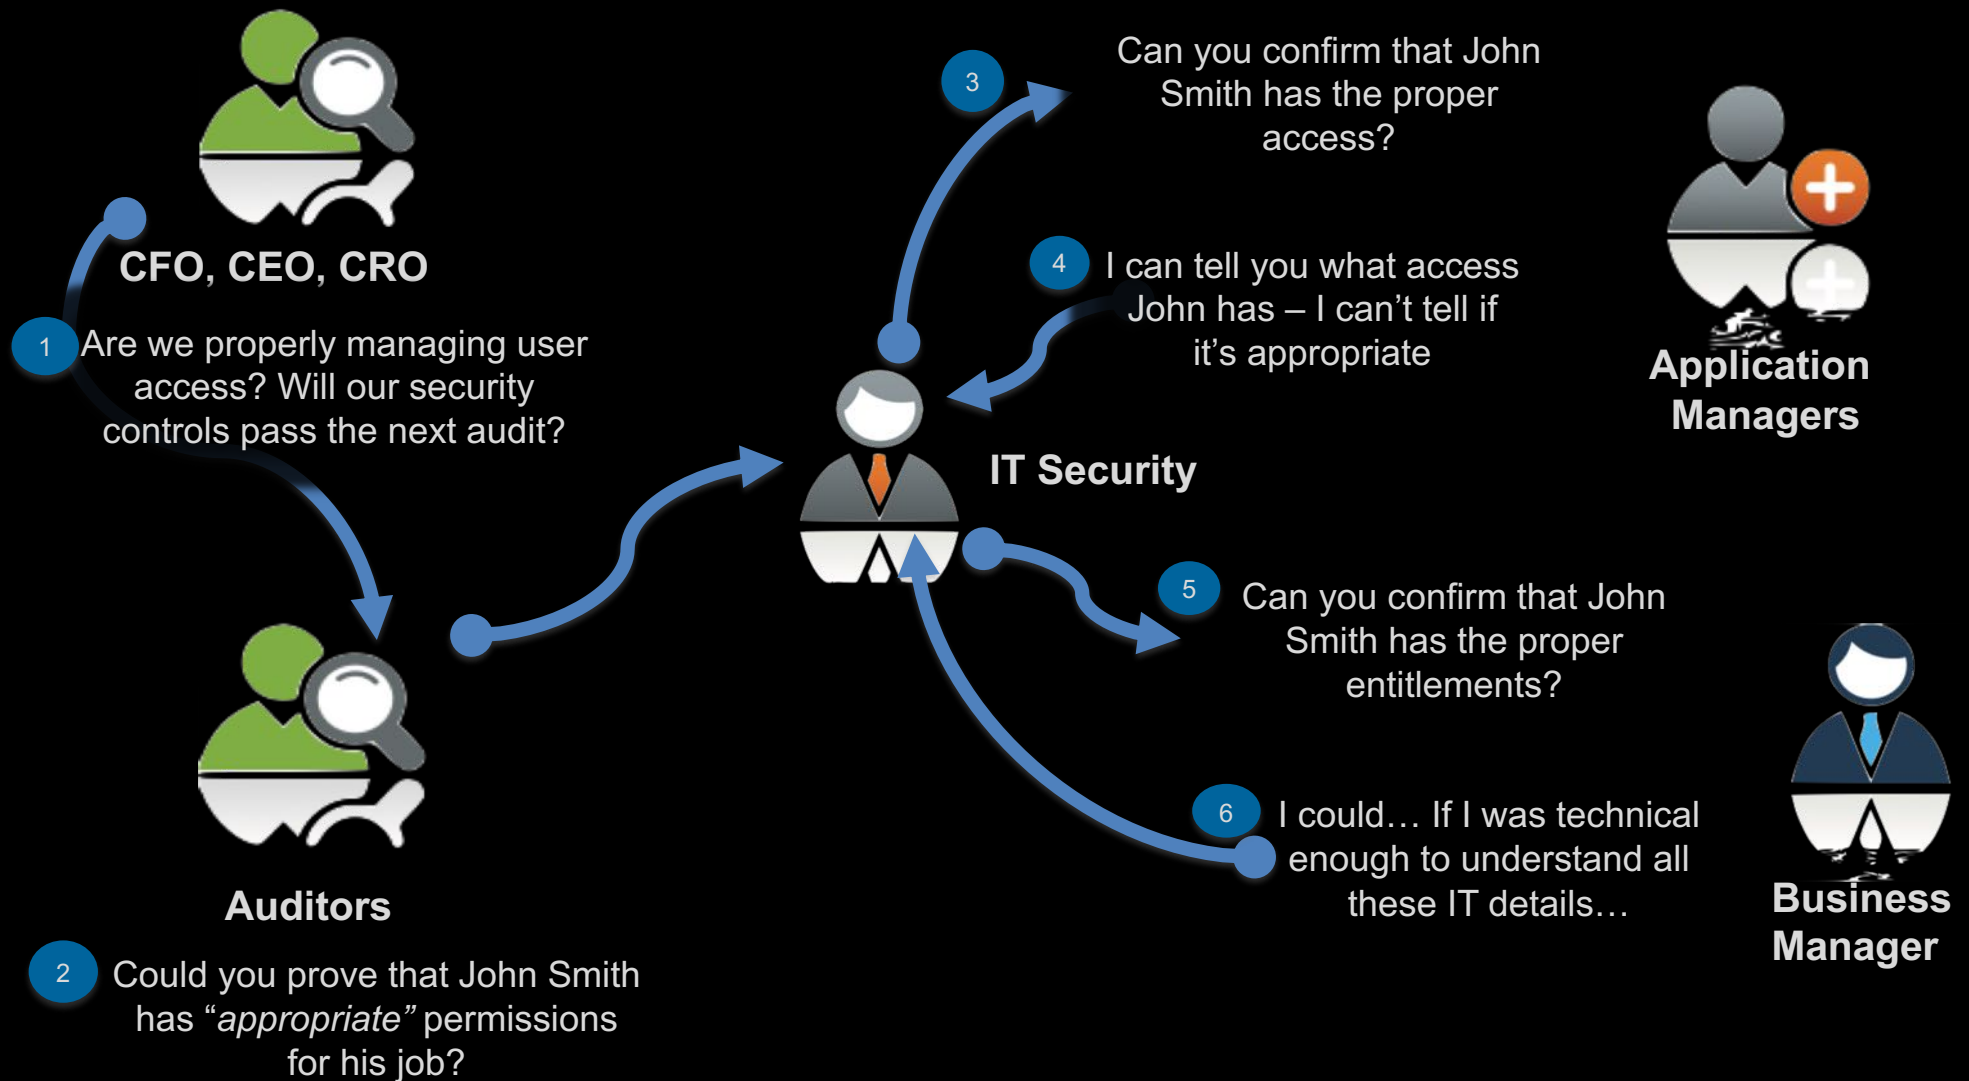 CFO, CEO, CRO
1
Are we properly managing user
access? Will our security
controls pass the next audit?
Auditors
2
Could you prove that John Smith
has “appropriate” permissions
for his job?
3
Can you confirm that John
Smith has the proper
access?
4
I can tell you what access
John has – I can’t tell if
it’s appropriate
Application
Managers
IT Security
5
Can you confirm that John
Smith has the proper
entitlements?
6
I could… If I was technical
enough to understand all
these IT details…
Business
Manager